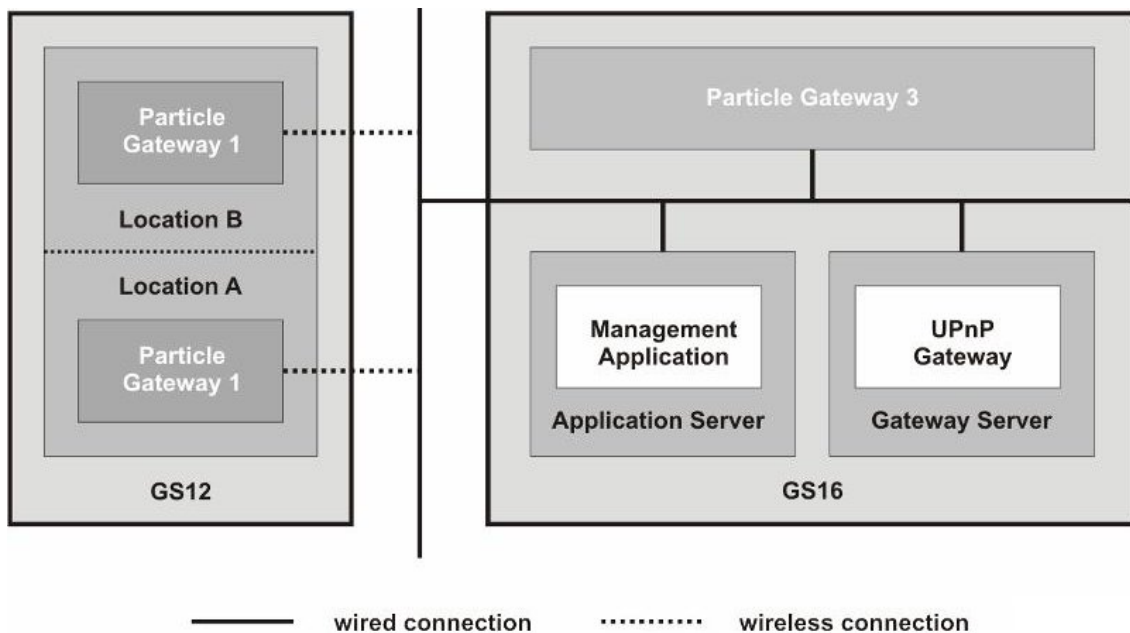 Particle
Gateway 1
Location B
Location A
Particle
Gateway 1
GS12
Particle Gateway 3
Management
Application
Application Server
UPnP
Gateway
Gateway Server
GS16
wired connection
wireless connection